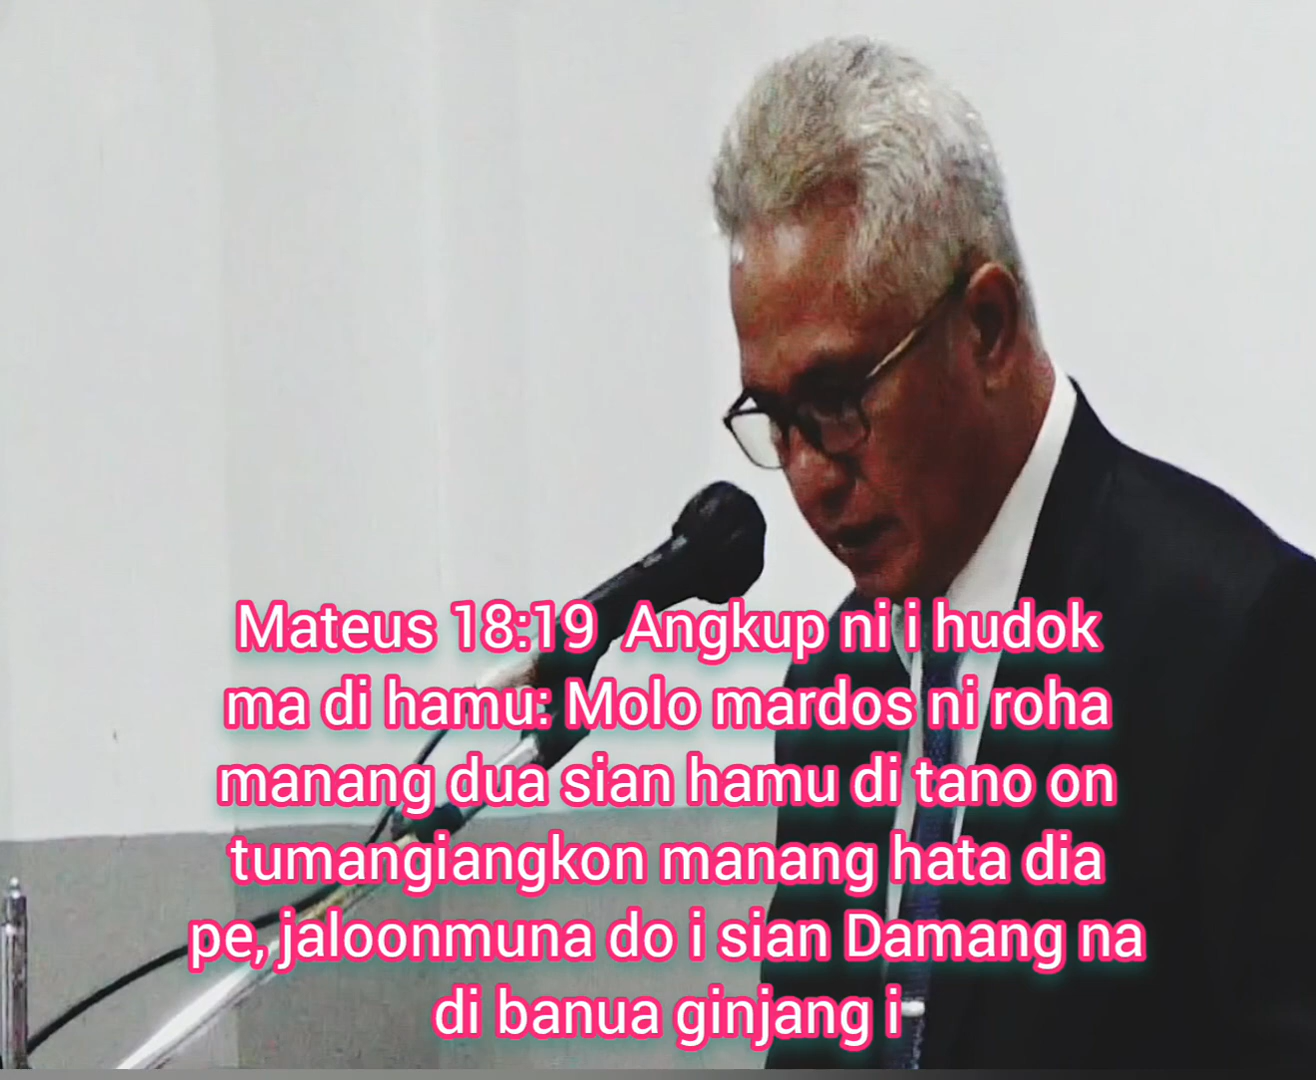 Mateus 18:19  Angkup ni i hudok
ma di hamu: Molo mardos ni roha
manang dua sian hamu di tano on
tumangiangkon manang hata dia
pe, jaloonmuna do i sian Damang na
di banua ginjang i